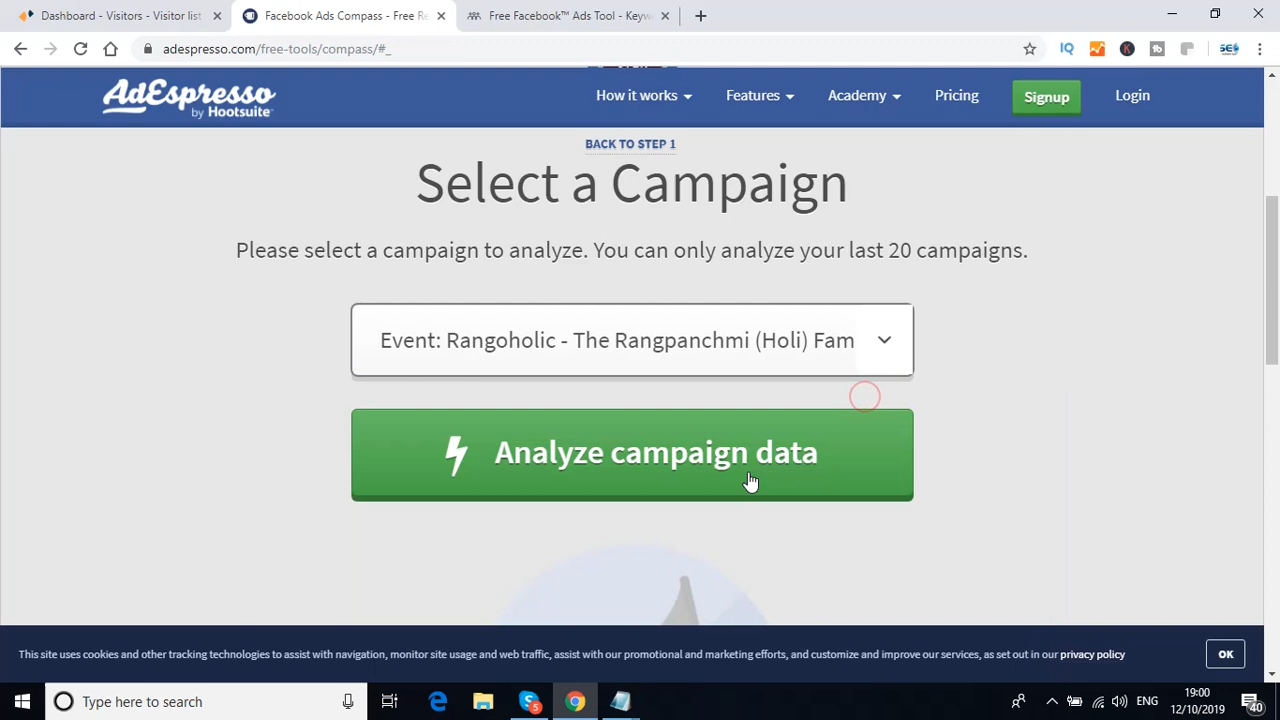 Dashboard - Visitors - Visitor list
Facebook Ads Compass - Free Re
Free Facebook™ Ads Tool - Keyw
adespresso.com/free-tools/compass/#_
AdEspresso
by Hootsuite
How it works
Features
Academy
Pricing
Signup
Login
BACK TO STEP 1
Select a Campaign
Please select a campaign to analyze. You can only analyze your last 20 campaigns.
Event: Rangoholic - The Rangpanchmi (Holi) Fam
Analyze campaign data
This site uses cookies and other tracking technologies to assist with navigation, monitor site usage and web traffic, assist with our promotional and marketing efforts, and customize and improve our services, as set out in our privacy policy
OK
Type here to search
5
ENG
19:00
12/10/2019
40